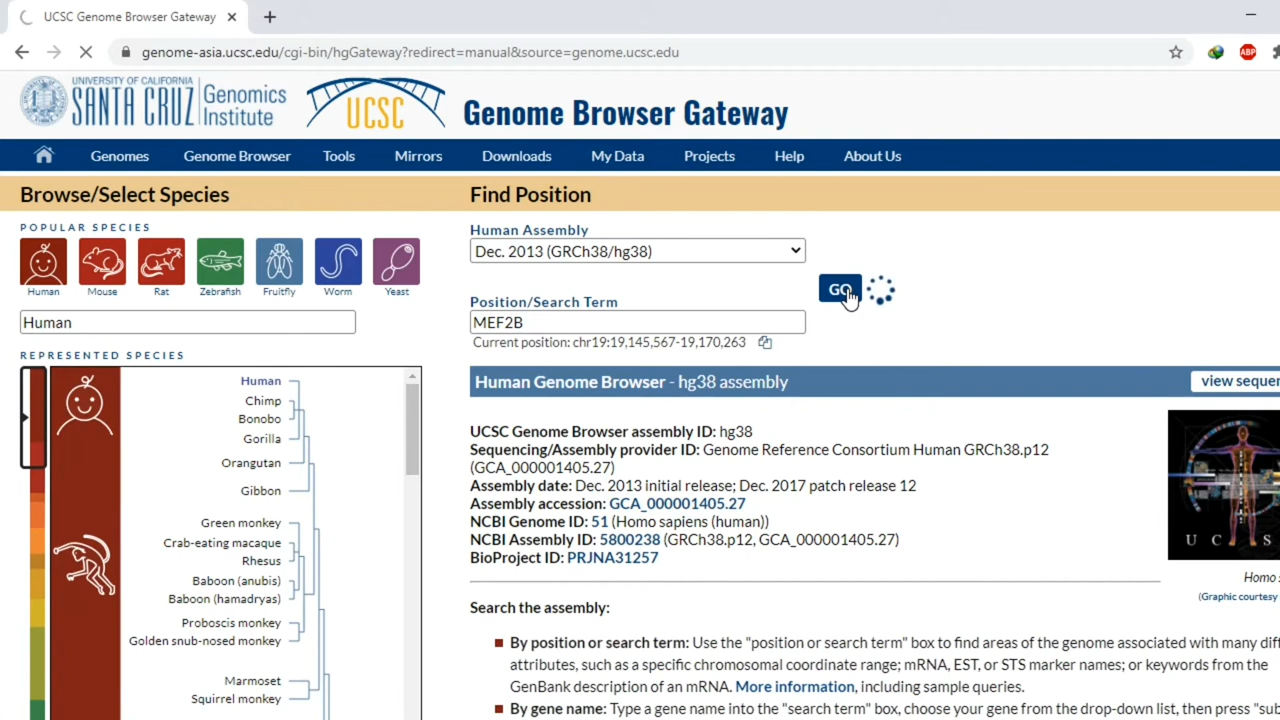 UCSC Genome Browser Gateway
genome-asia.ucsc.edu/cgi-bin/hgGateway?redirect=manual&source=genome.ucsc.edu
ABP
UNIVERSITY OF CALIFORNIA
SANTA CRUZ
Genomics
Institute
UCSC
Genome Browser Gateway
Genomes
Genome Browser
Tools
Mirrors
Downloads
My Data
Projects
Help
About Us
Browse/Select Species
Find Position
POPULAR SPECIES
Human
Mouse
Rat
Zebrafish
Fruitfly
Worm
Yeast
Human
REPRESENTED SPECIES
Human
Chimp
Bonobo
Gorilla
Orangutan
Gibbon
Green monkey
Crab-eating macaque
Rhesus
Baboon (anubis)
Baboon (hamadryas)
Proboscis monkey
Golden snub-nosed monkey
Marmoset
Squirrel monkey
Human Assembly
Dec. 2013 (GRCh38/hg38)
Position/Search Term
GO
MEF2B
Current position: chr19:19,145,567-19,170,263
Human Genome Browser - hg38 assembly
view sequen
UCSC Genome Browser assembly ID: hg38
Sequencing/Assembly provider ID: Genome Reference Consortium Human GRCh38.p12
(GCA_000001405.27)
Assembly date: Dec. 2013 initial release; Dec. 2017 patch release 12
Assembly accession: GCA_000001405.27
NCBI Genome ID: 51 (Homo sapiens (human))
NCBI Assembly ID: 5800238 (GRCh38.p12, GCA_000001405.27)
BioProject ID: PRJNA31257
U C S
Homo
(Graphic courtesy
Search the assembly:
By position or search term: Use the "position or search term" box to find areas of the genome associated with many diff
attributes, such as a specific chromosomal coordinate range; mRNA, EST, or STS marker names; or keywords from the
GenBank description of an mRNA. More information, including sample queries.
By gene name: Type a gene name into the "search term" box, choose your gene from the drop-down list, then press "sub